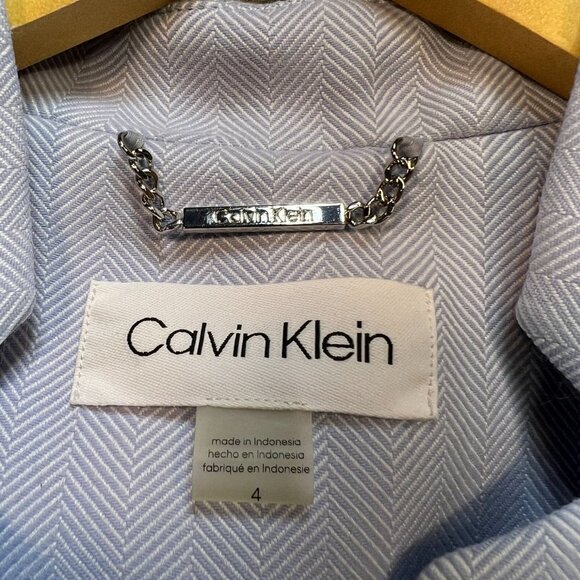 Calvin Klein
Calvin Klein
made in Indonesia
hecho en Indonesia
fabriqué en Indonesie
4